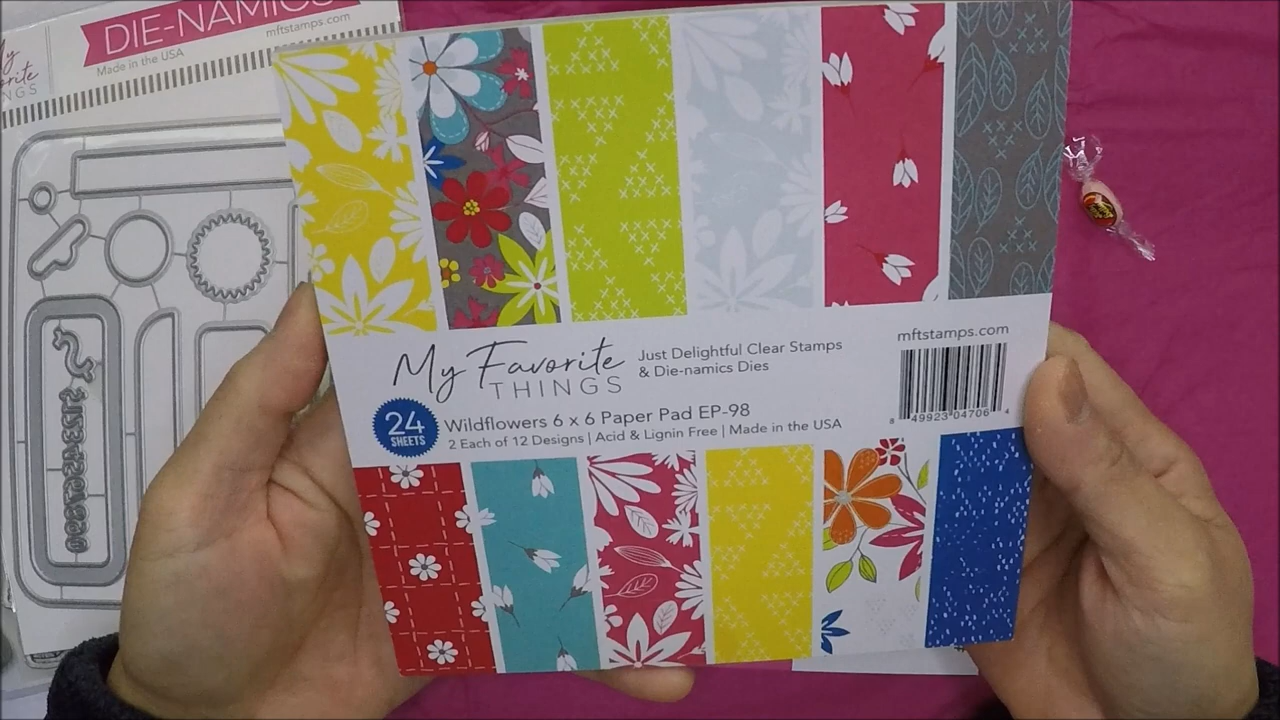 DIE-NAMICS
Made in the USA
mftstamps.com
My
THINGS
mftstamps.com
My Favorite
THINGS
Just Delightful Clear Stamps
& Die-namics Dies
24
SHEETS
Wildflowers 6 x 6 Paper Pad EP-98
2 Each of 12 Designs | Acid & Lignin Free | Made in the USA
8 49923 04706 4